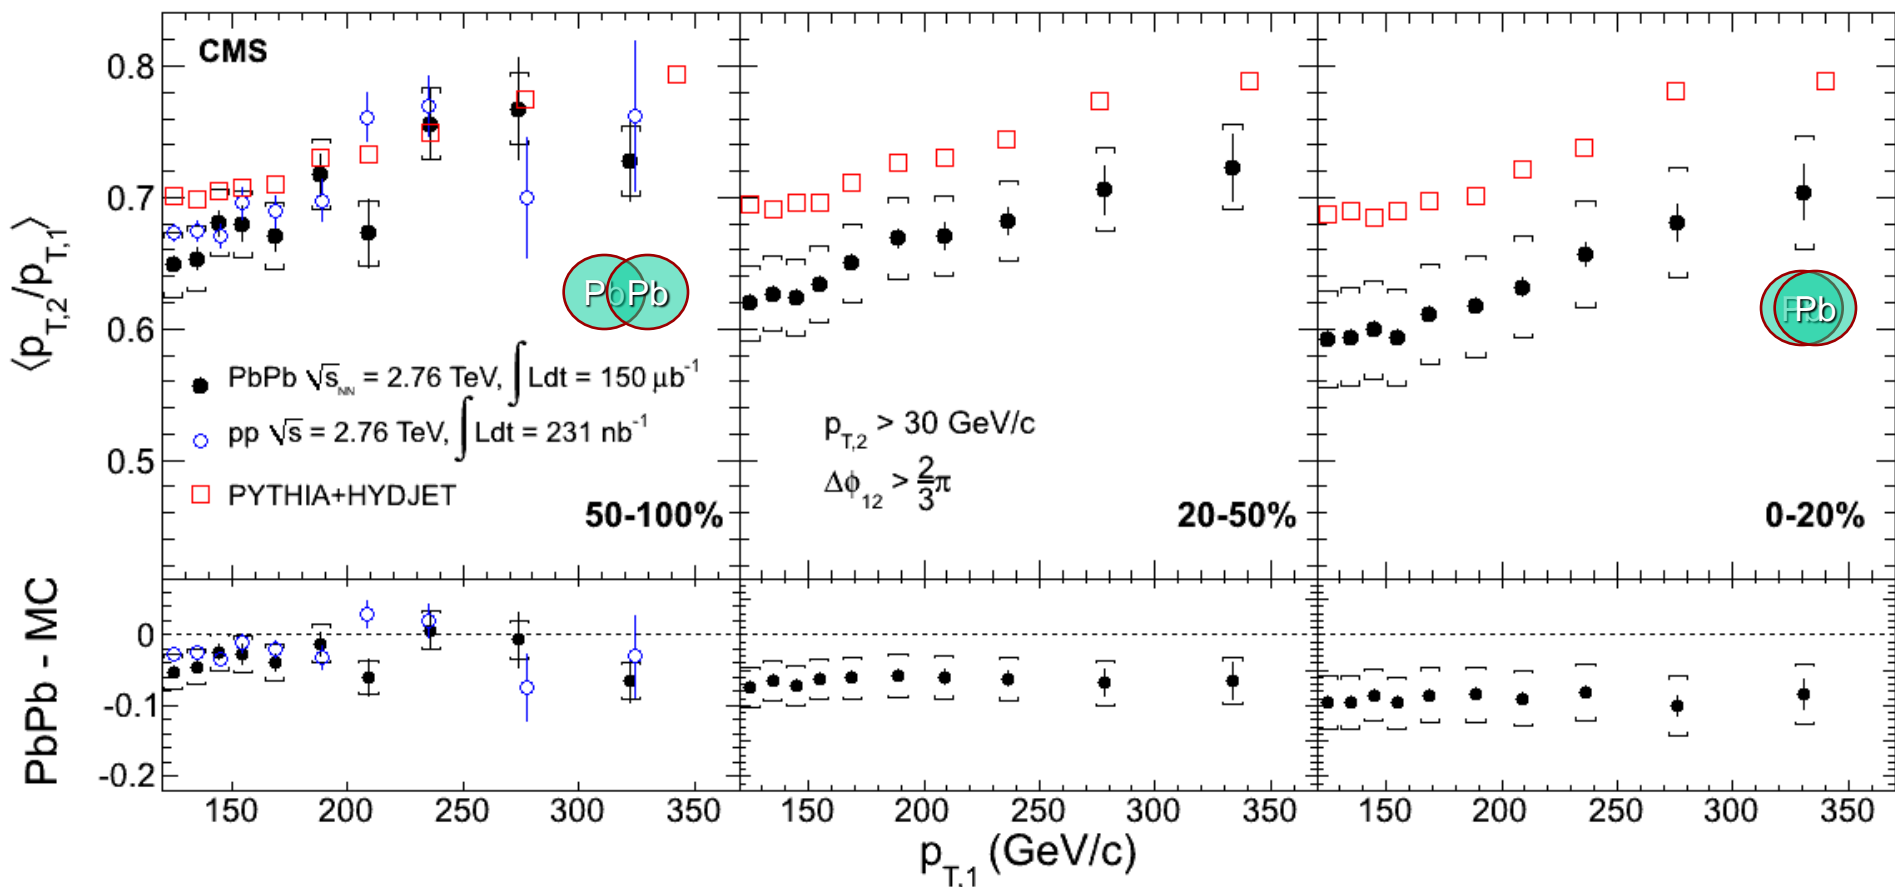 CMS
0.8
0.7
0.6
0.5
⟨p_T,2/p_T,1⟩
PbPb
Pb
PbPb √s_NN = 2.76 TeV, ∫Ldt = 150 μb⁻¹
pp √s = 2.76 TeV, ∫Ldt = 231 nb⁻¹
PYTHIA+HYDJET
50-100%
p_T,2 > 30 GeV/c
Δϕ_12 > 2/3 π
20-50%
0-20%
PbPb - MC
0
-0.1
-0.2
150 200 250 300 350
150 200 250 300 350
150 200 250 300 350
p_T,1 (GeV/c)